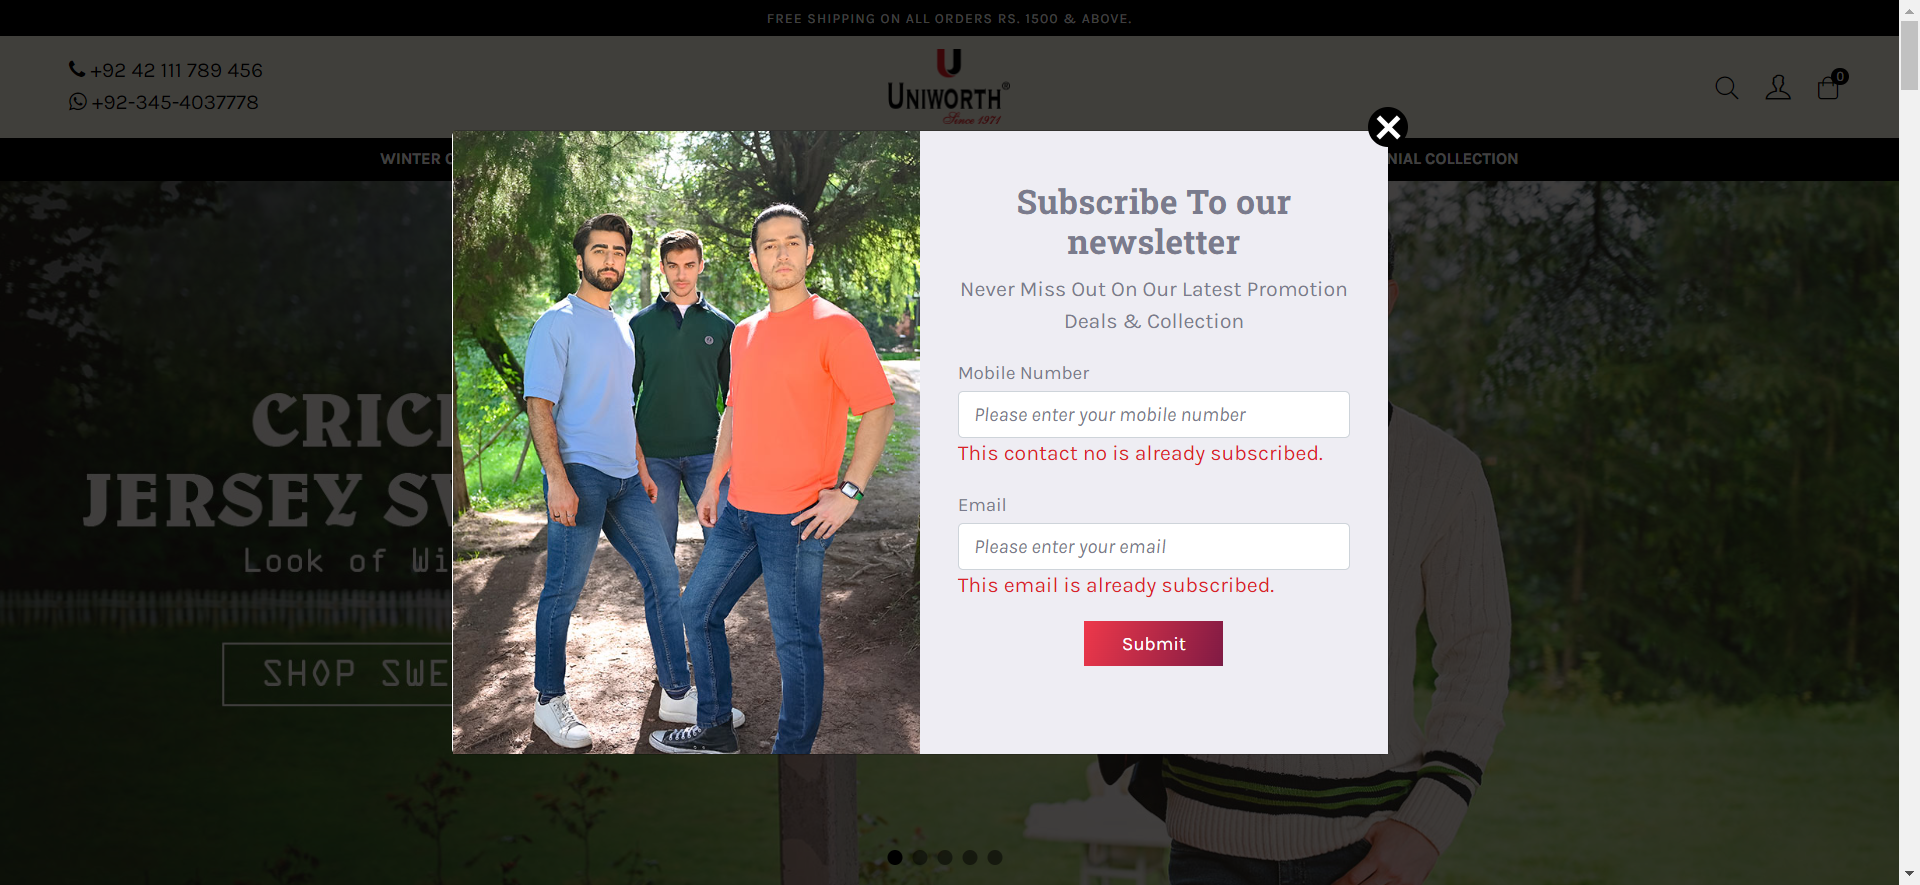 FREE SHIPPING ON ALL ORDERS RS. 1500 & ABOVE.
+92 42 111 789 456
+92-345-4037778
UNIWORTH®
Since 1971
0
WINTER
NIAL COLLECTION
CRIC
JERSEY
Look of
SHOP
Subscribe To our
newsletter
Never Miss Out On Our Latest Promotion
Deals & Collection
Mobile Number
Please enter your mobile number
This contact no is already subscribed.
Email
Please enter your email
This email is already subscribed.
Submit